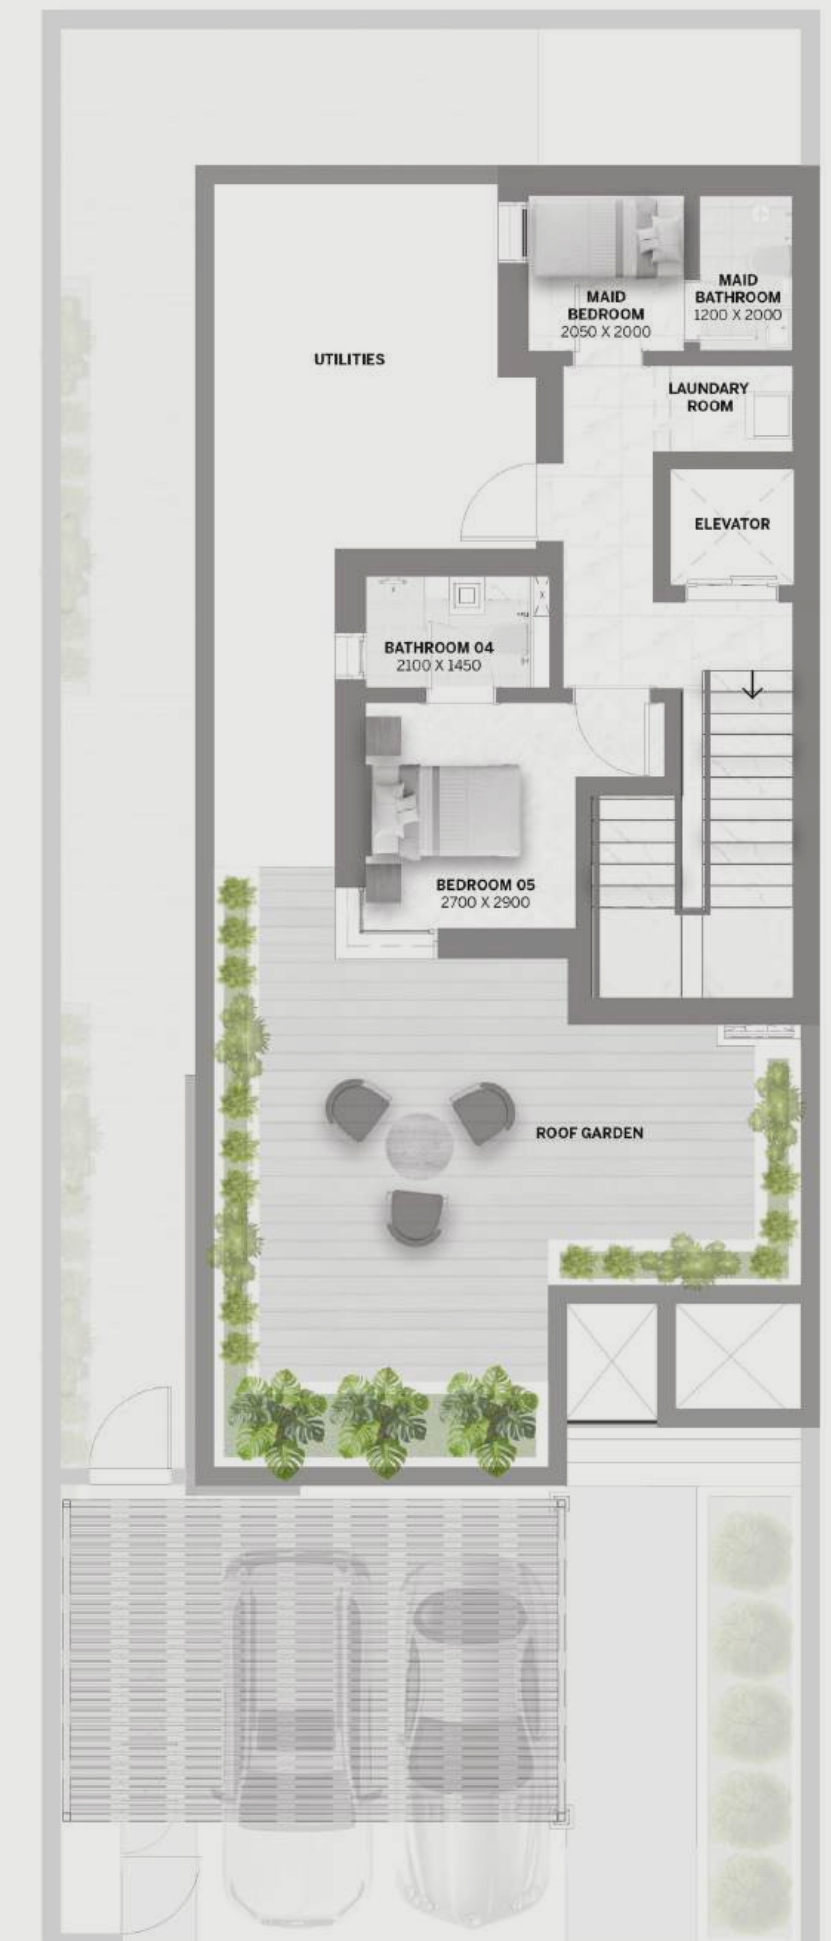 MAID
BEDROOM
2050 X 2000
MAID
BATHROOM
1200 X 2000
UTILITIES
LAUNDARY
ROOM
ELEVATOR
BATHROOM 04
2100 X 1450
BEDROOM 05
2700 X 2900
ROOF GARDEN